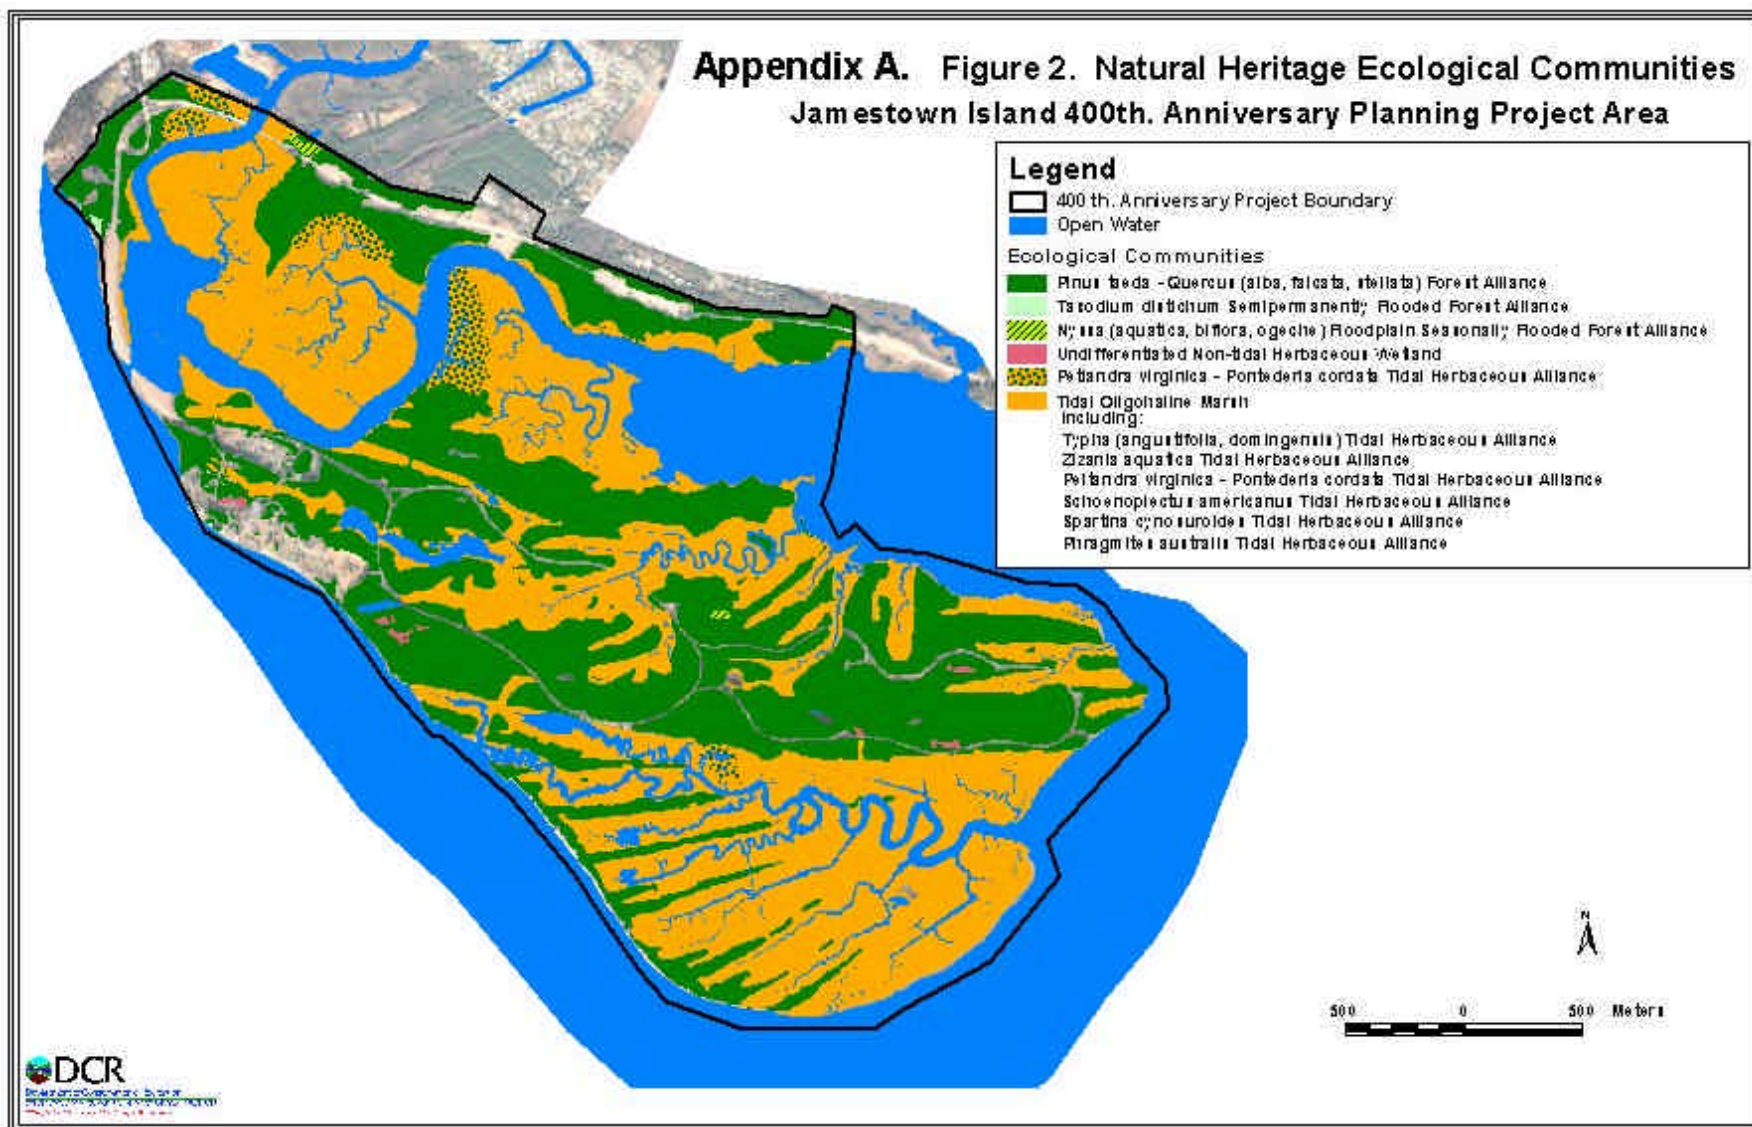 Appendix A. Figure 2. Natural Heritage Ecological Communities
Jamestown Island 400th. Anniversary Planning Project Area
Legend
400 th. Anniversary Project Boundary
Open Water
Ecological Communities
Pinus taeda - Quercus (alba, falcata, stellata) Forest Alliance
Taxodium distichum Semipermanently Flooded Forest Alliance
Nyssa (aquatica, biflora, ogeche) Floodplain Seasonally Flooded Forest Alliance
Undifferentiated Non-tidal Herbaceous Wetland
Peltandra virginica - Pontederia cordata Tidal Herbaceous Alliance
Tidal Oligohaline Marsh
Including:
Typha (angustifolia, domingensis) Tidal Herbaceous Alliance
Zizania aquatica Tidal Herbaceous Alliance
Peltandra virginica - Pontederia cordata Tidal Herbaceous Alliance
Schoenoplectus americanus Tidal Herbaceous Alliance
Spartina cynosuroides Tidal Herbaceous Alliance
Phragmites australis Tidal Herbaceous Alliance
N
500 0 500 Meters
DCR